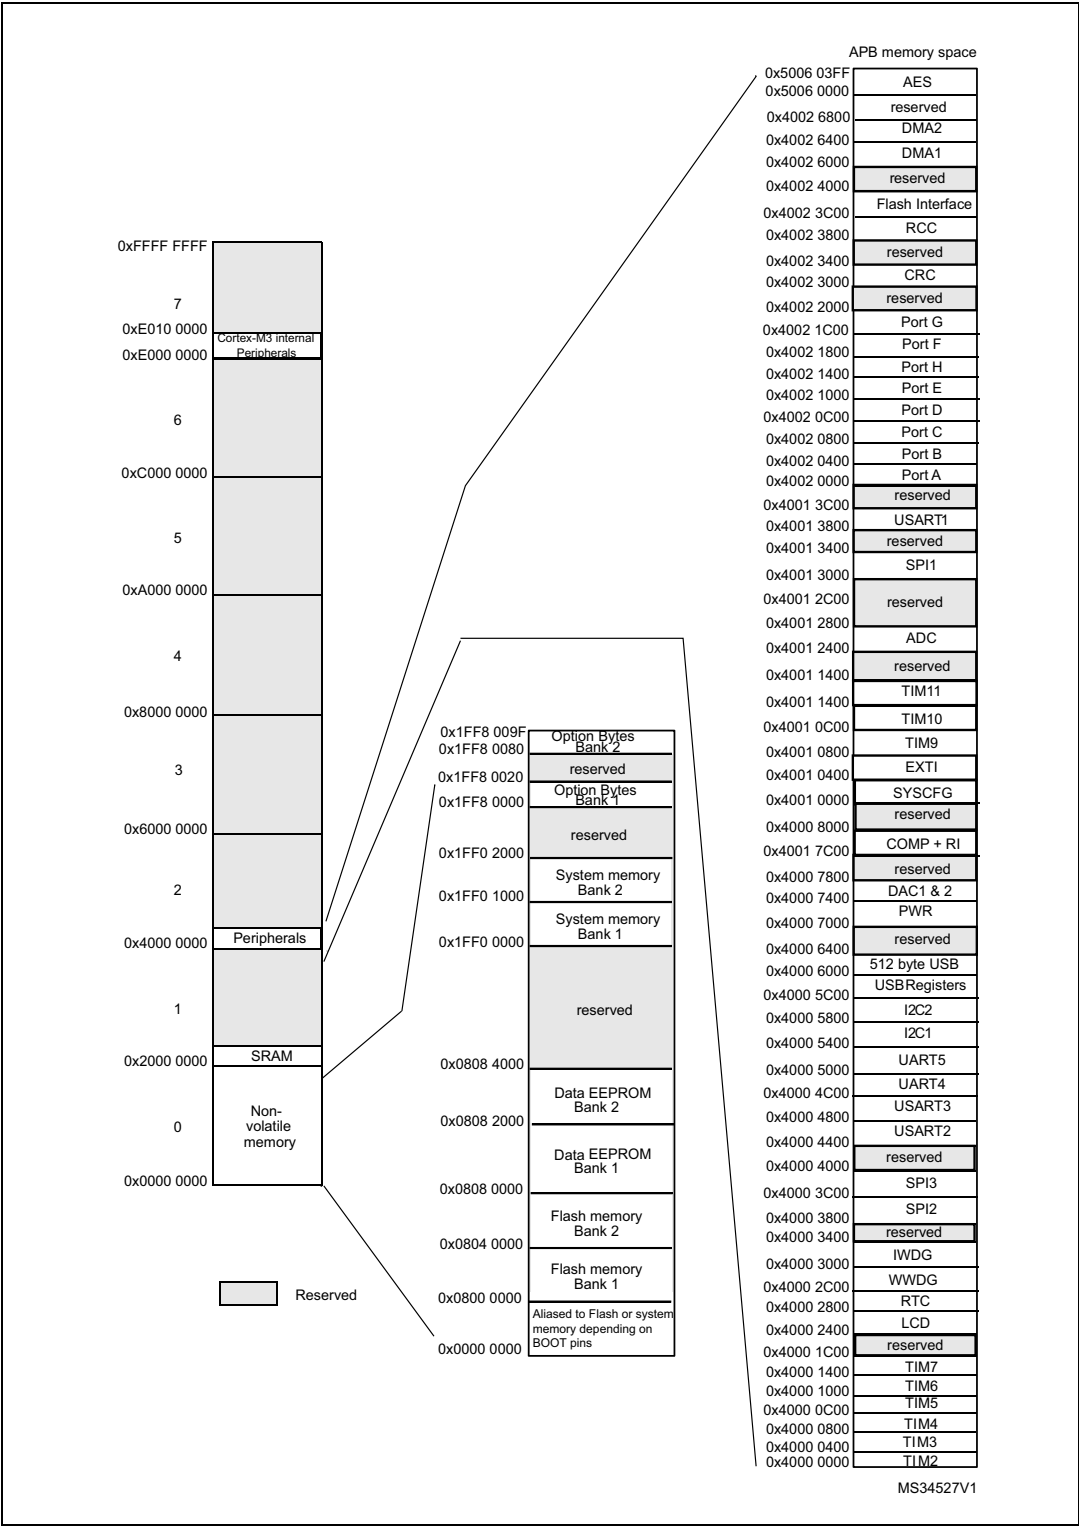 APB memory space
0x5006 03FF
AES
0x5006 0000
reserved
0x4002 6800
DMA2
0x4002 6400
DMA1
0x4002 6000
reserved
0x4002 4000
Flash Interface
0x4002 3C00
RCC
0x4002 3800
reserved
0x4002 3400
CRC
0x4002 3000
reserved
0x4002 2000
Port G
0x4002 1C00
Port F
0x4002 1800
Port H
0x4002 1400
Port E
0x4002 1000
Port D
0x4002 0C00
Port C
0x4002 0800
Port B
0x4002 0400
Port A
0x4002 0000
reserved
0x4001 3C00
USART1
0x4001 3800
reserved
0x4001 3400
SPI1
0x4001 3000
0x4001 2C00
reserved
0x4001 2800
ADC
0x4001 2400
reserved
0x4001 1400
TIM11
0x4001 1400
TIM10
0x4001 0C00
TIM9
0x4001 0800
EXTI
0x4001 0400
SYSCFG
0x4001 0000
reserved
0x4000 8000
COMP + RI
0x4001 7C00
reserved
0x4000 7800
DAC1 & 2
0x4000 7400
PWR
0x4000 7000
reserved
0x4000 6400
512 byte USB
0x4000 6000
USB Registers
0x4000 5C00
I2C2
0x4000 5800
I2C1
0x4000 5400
UART5
0x4000 5000
UART4
0x4000 4C00
USART3
0x4000 4800
USART2
0x4000 4400
reserved
0x4000 4000
SPI3
0x4000 3C00
SPI2
0x4000 3800
reserved
0x4000 3400
IWDG
0x4000 3000
WWDG
0x4000 2C00
RTC
0x4000 2800
LCD
0x4000 2400
reserved
0x4000 1C00
TIM7
0x4000 1400
TIM6
0x4000 1000
TIM5
0x4000 0C00
TIM4
0x4000 0800
TIM3
0x4000 0400
TIM2
0x4000 0000
0xFFFF FFFF
7
0xE010 0000
Cortex-M3 internal
Peripherals
0xE000 0000
6
0xC000 0000
5
0xA000 0000
4
0x8000 0000
3
0x6000 0000
2
Peripherals
0x4000 0000
1
SRAM
0x2000 0000
Non-
volatile
memory
0
0x0000 0000
Reserved
0x1FF8 009F
Option Bytes
Bank 2
0x1FF8 0080
reserved
0x1FF8 0020
Option Bytes
Bank 1
0x1FF8 0000
reserved
0x1FF0 2000
System memory
Bank 2
0x1FF0 1000
System memory
Bank 1
0x1FF0 0000
reserved
0x0808 4000
Data EEPROM
Bank 2
0x0808 2000
Data EEPROM
Bank 1
0x0808 0000
Flash memory
Bank 2
0x0804 0000
Flash memory
Bank 1
0x0800 0000
Aliased to Flash or system
memory depending on
BOOT pins
0x0000 0000
MS34527V1